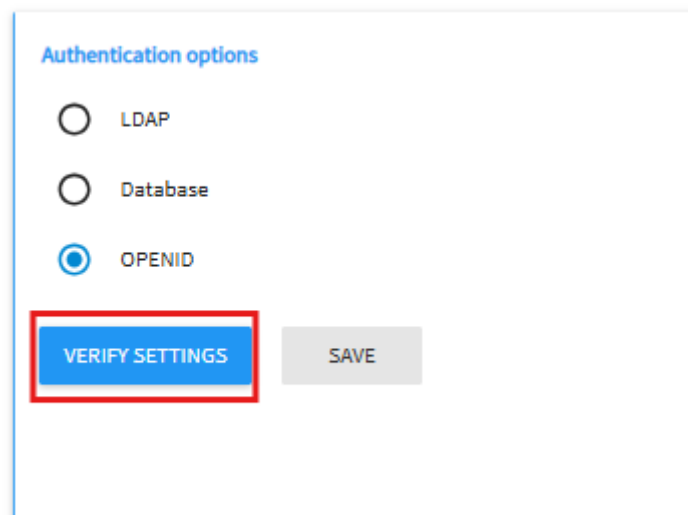 Authentication options
LDAP
Database
OPENID
VERIFY SETTINGS
SAVE